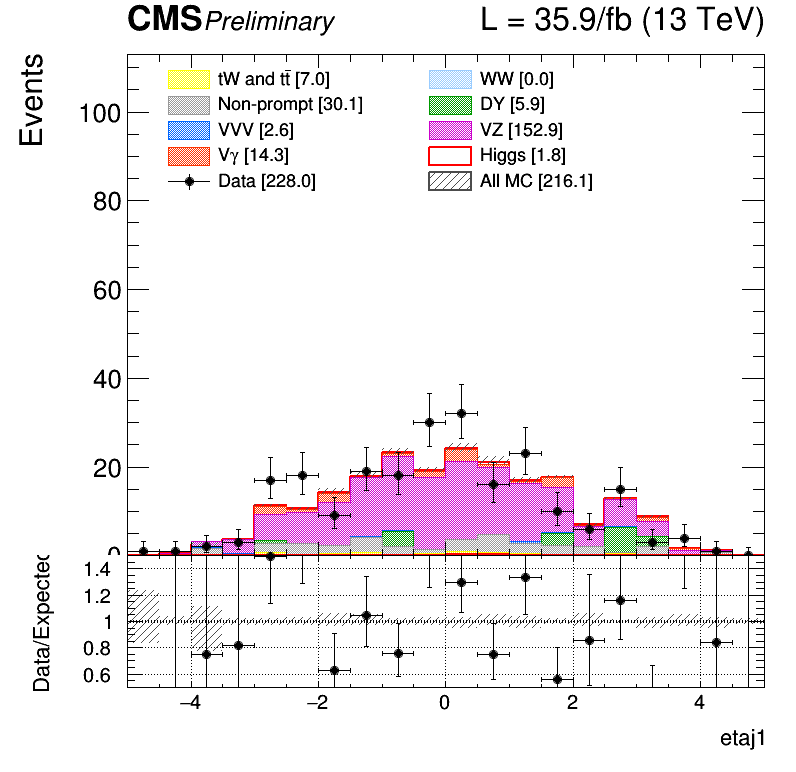 CMS Preliminary L = 35.9/fb (13 TeV)
Events
tW and tt̄ [7.0] WW [0.0]
Non-prompt [30.1] DY [5.9]
VVV [2.6] VZ [152.9]
Vγ [14.3] Higgs [1.8]
Data [228.0] All MC [216.1]
100
80
60
40
20
0
Data/Expected
1.4
1.2
1
0.8
0.6
−4 −2 0 2 4
etaj1